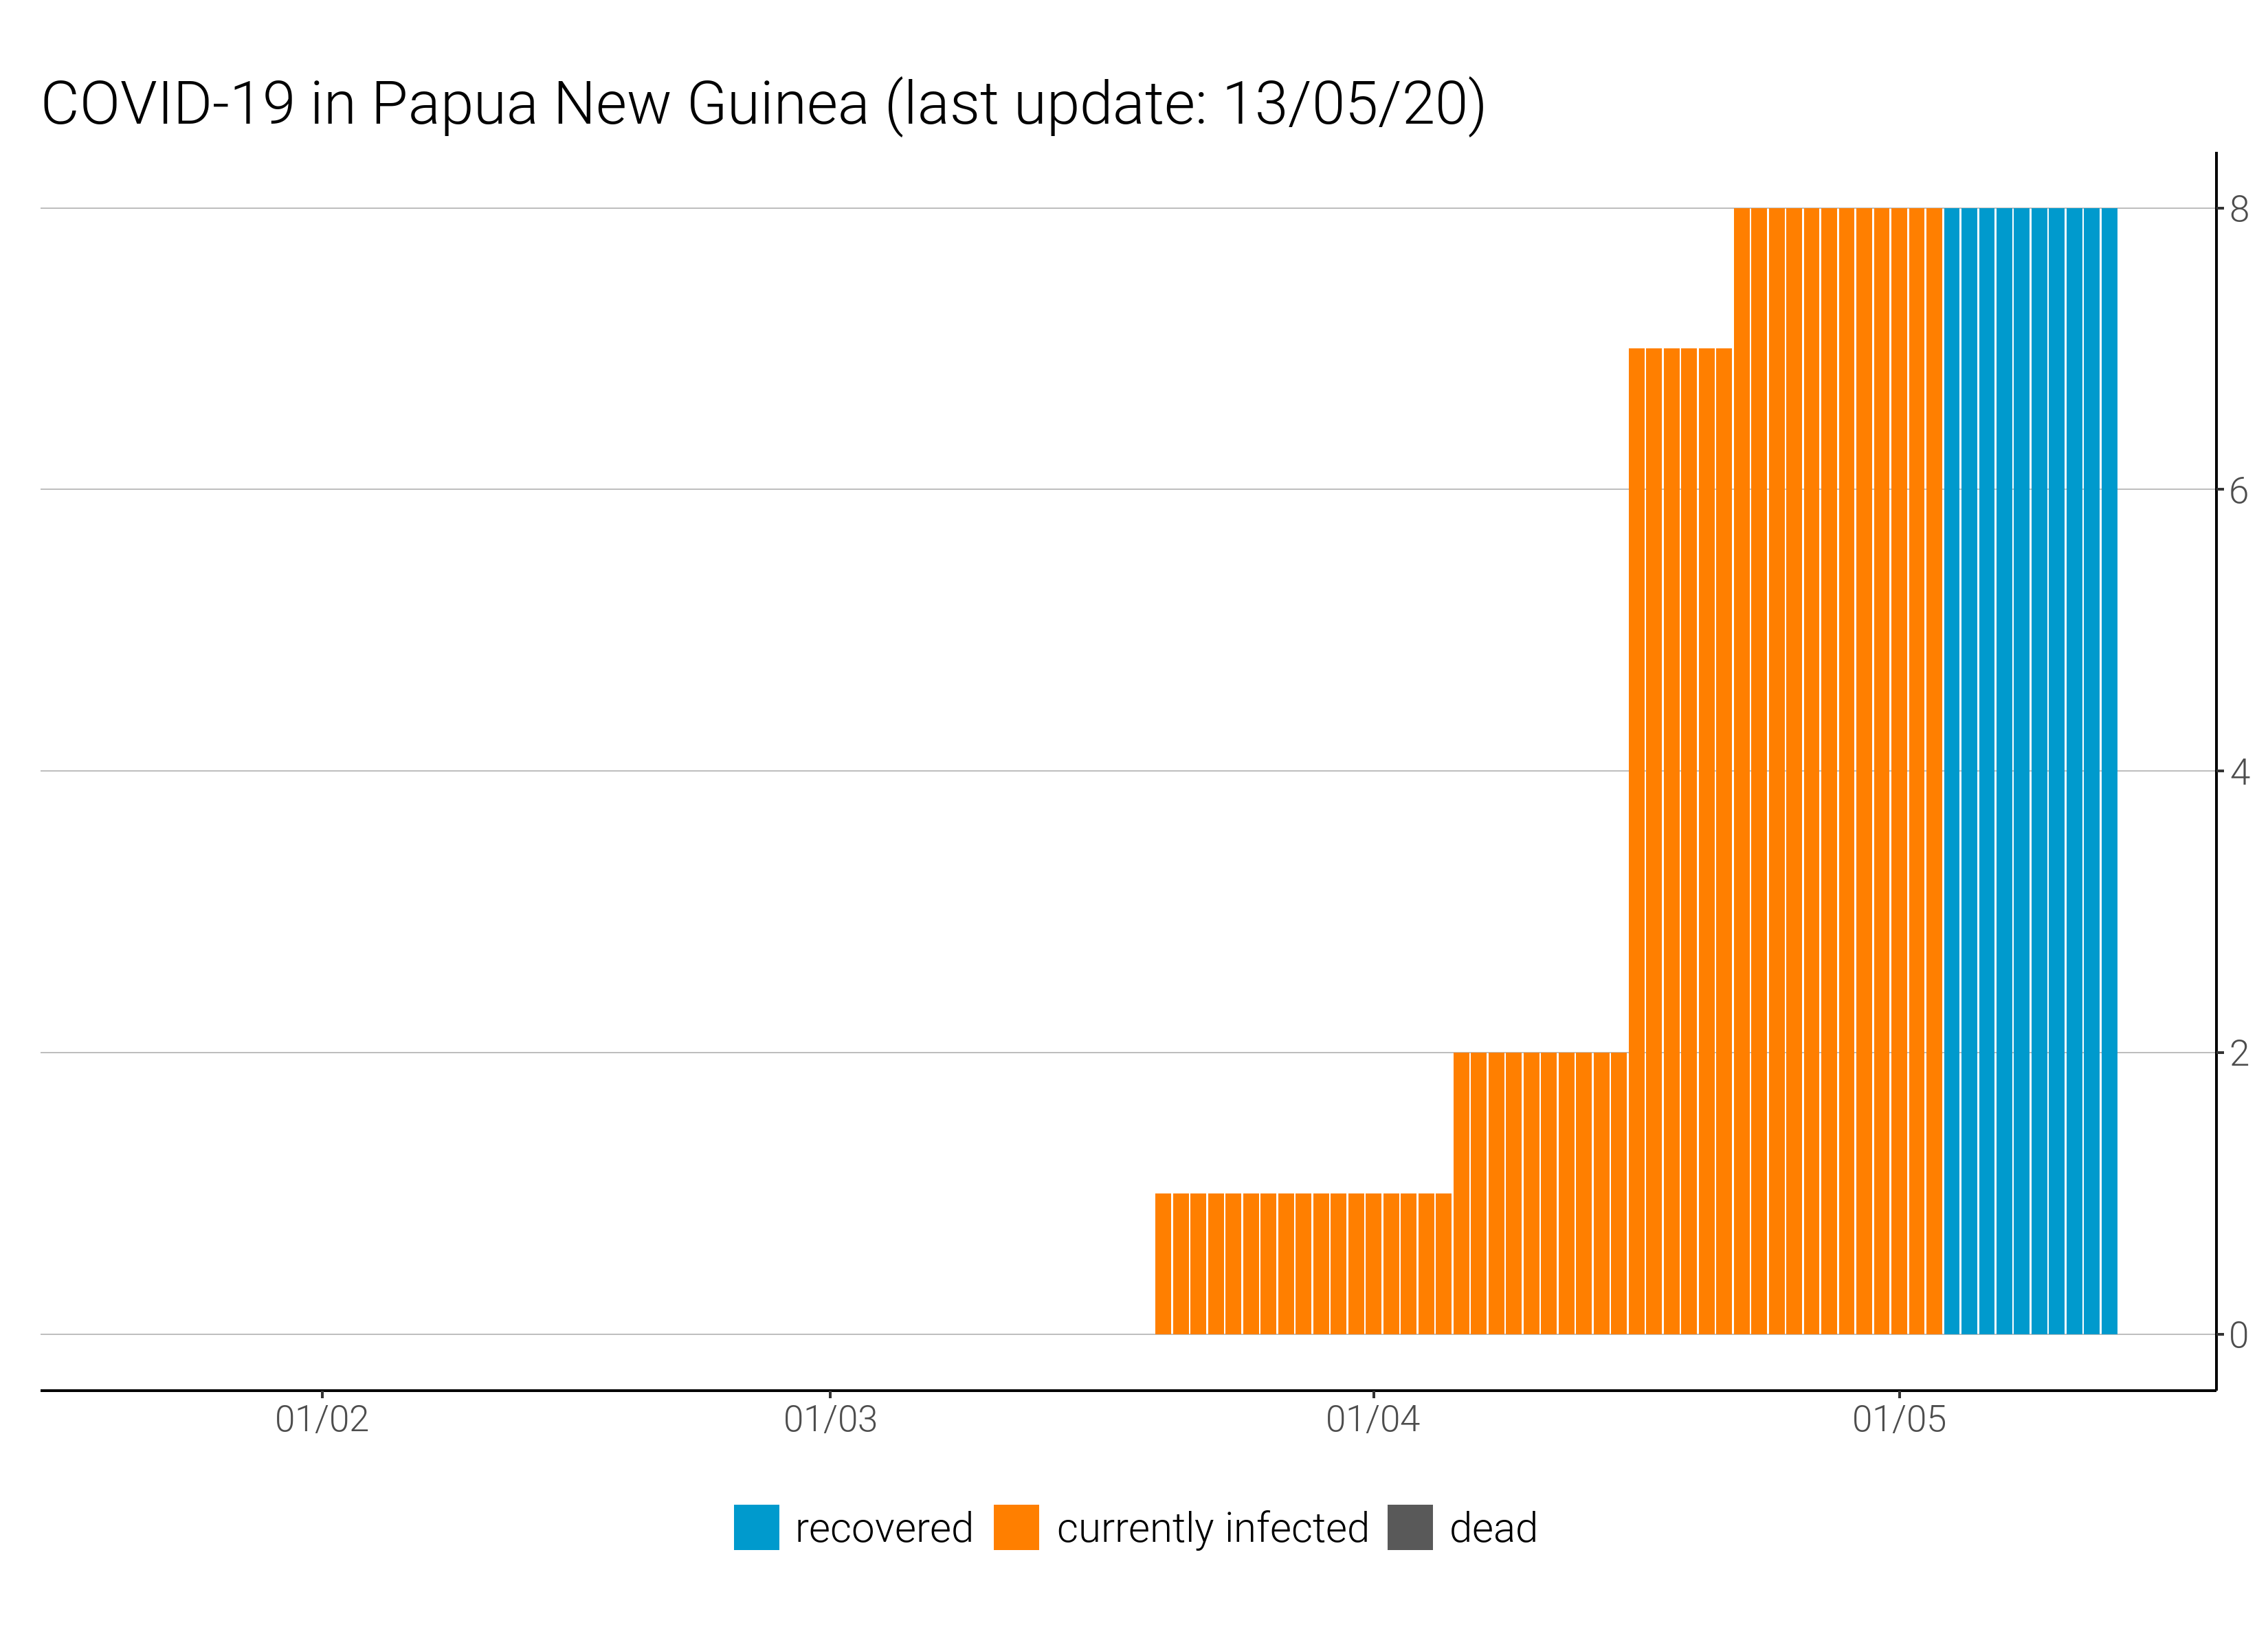 COVID-19 in Papua New Guinea (last update: 13/05/20)
8
6
4
2
0
01/02 01/03 01/04 01/05
recovered currently infected dead